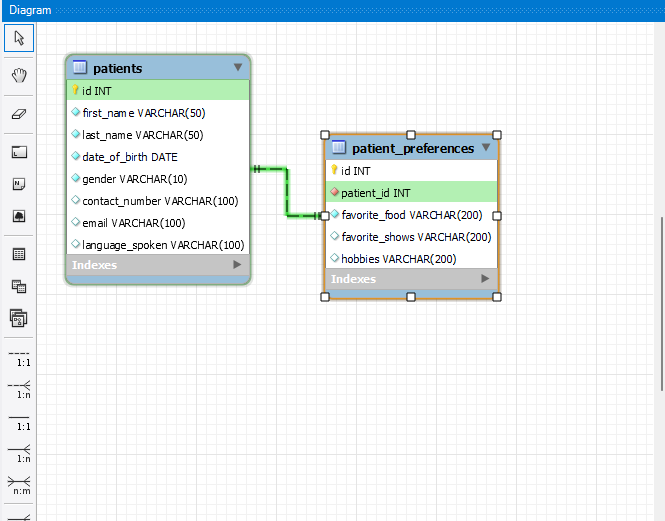 Diagram
patients
id INT
first_name VARCHAR(50)
last_name VARCHAR(50)
date_of_birth DATE
gender VARCHAR(10)
contact_number VARCHAR(100)
email VARCHAR(100)
language_spoken VARCHAR(100)
Indexes
patient_preferences
id INT
patient_id INT
favorite_food VARCHAR(200)
favorite_shows VARCHAR(200)
hobbies VARCHAR(200)
Indexes
1:1
1:n
1:1
1:n
n:m